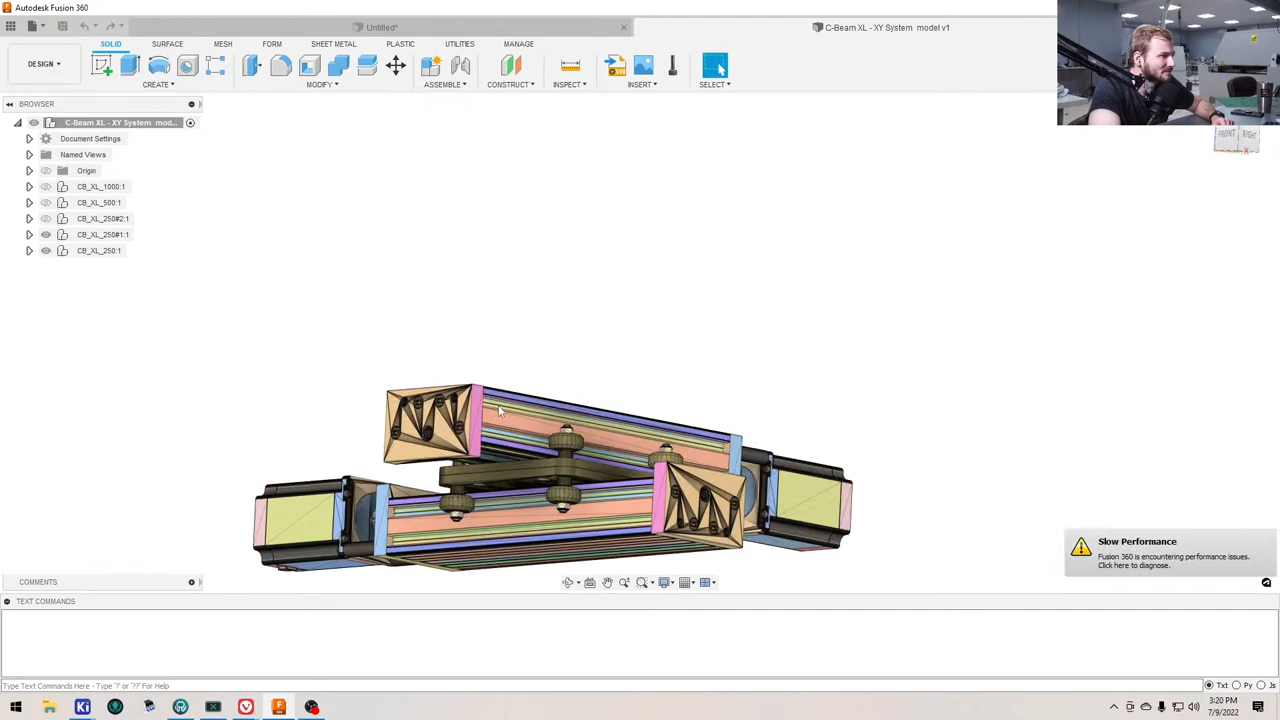 Autodesk Fusion 360
Untitled*
C-Beam XL - XY System model v1
SOLID
SURFACE
MESH
FORM
SHEET METAL
PLASTIC
UTILITIES
MANAGE
DESIGN
CREATE
MODIFY
ASSEMBLE
CONSTRUCT
INSPECT
INSERT
SELECT
FRONT
RIGHT
X
BROWSER
C-Beam XL - XY System mod...
Document Settings
Named Views
Origin
CB_XL_1000:1
CB_XL_500:1
CB_XL_250#2:1
CB_XL_250#1:1
CB_XL_250:1
Slow Performance
Fusion 360 is encountering performance issues.
Click here to diagnose.
COMMENTS
TEXT COMMANDS
Type Text Commands Here - Type '?' or '??' For Help
Txt
Py
Js
3:20 PM
7/9/2022